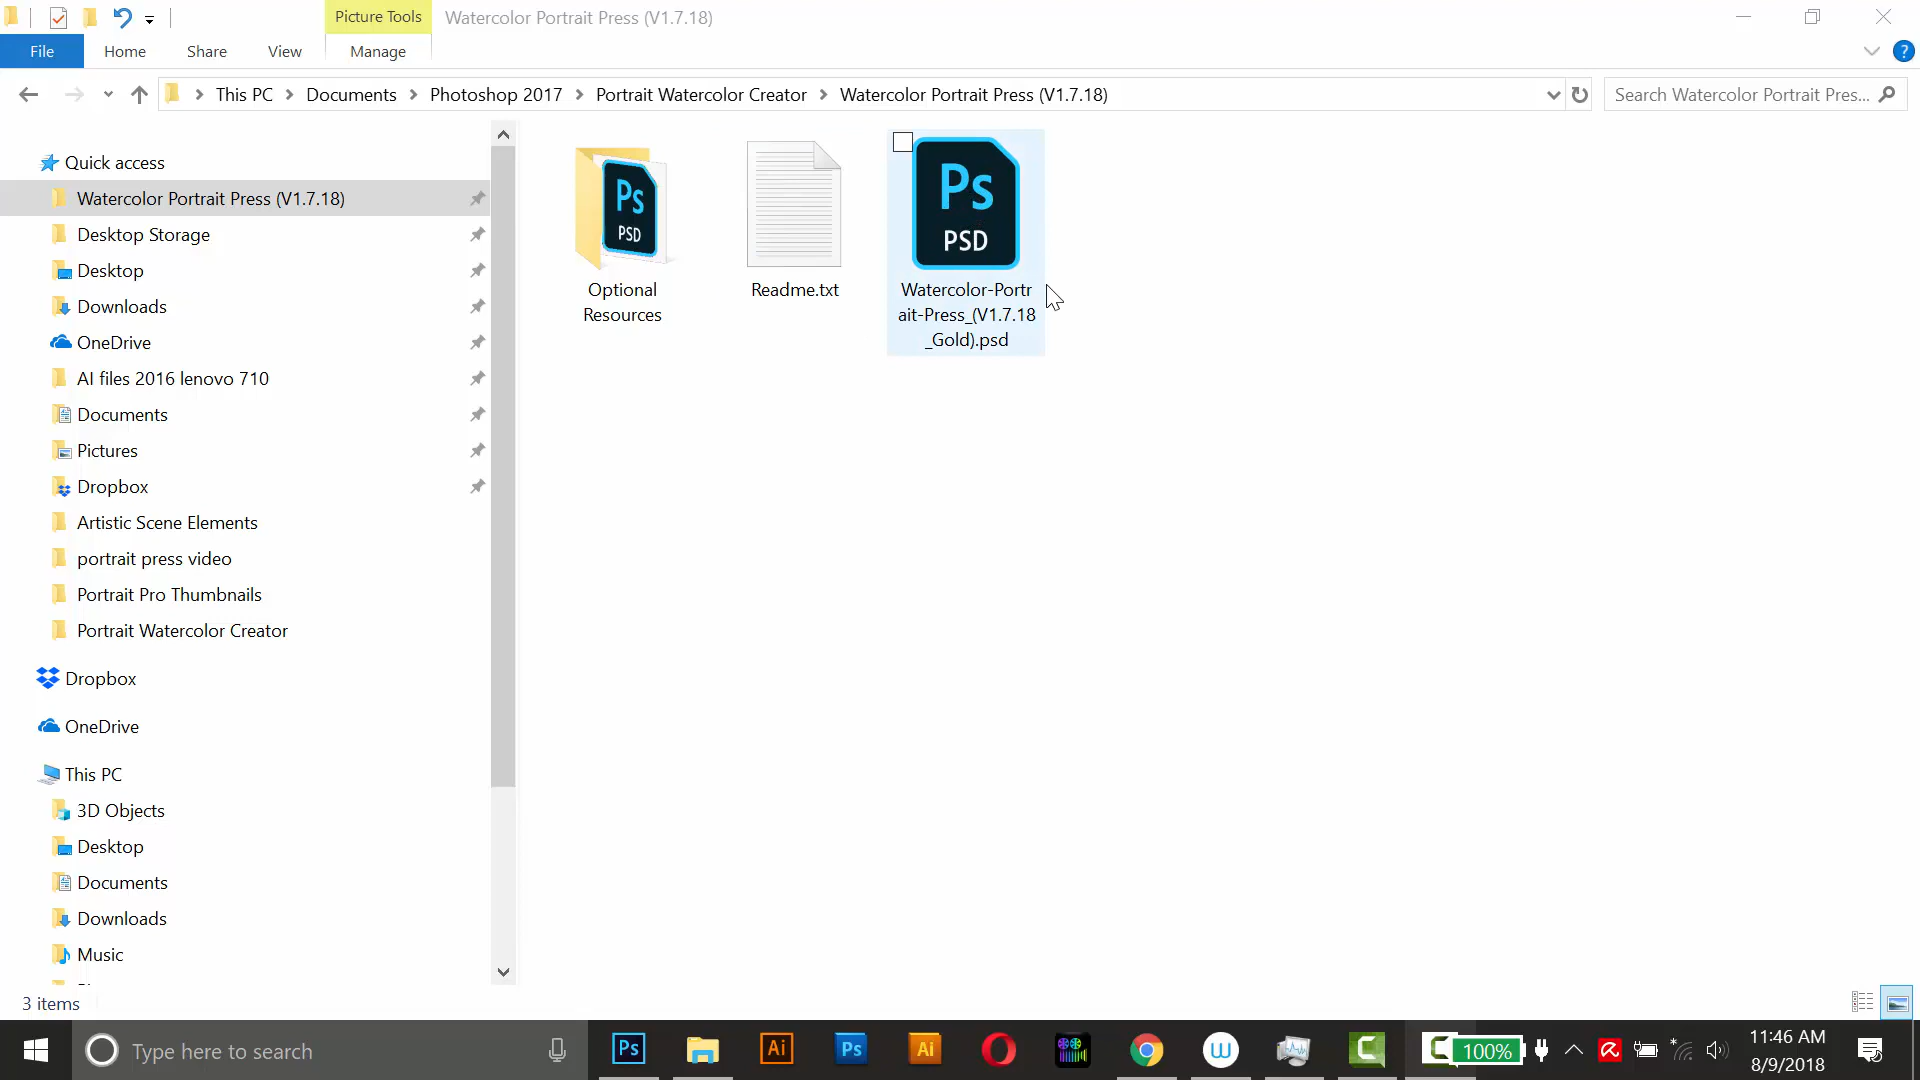 Picture Tools
Watercolor Portrait Press (V1.7.18)
File
Home
Share
View
Manage
This PC
Documents
Photoshop 2017
Portrait Watercolor Creator
Watercolor Portrait Press (V1.7.18)
Search Watercolor Portrait Pres...
Quick access
Watercolor Portrait Press (V1.7.18)
Desktop Storage
Desktop
Downloads
OneDrive
AI files 2016 lenovo 710
Documents
Pictures
Dropbox
Artistic Scene Elements
portrait press video
Portrait Pro Thumbnails
Portrait Watercolor Creator
Dropbox
OneDrive
This PC
3D Objects
Desktop
Documents
Downloads
Music
Ps
PSD
Optional
Resources
Readme.txt
Ps
PSD
Watercolor-Portr
ait-Press_(V1.7.18
_Gold).psd
3 items
Type here to search
Ps
Ai
Ps
Ai
100%
11:46 AM
8/9/2018